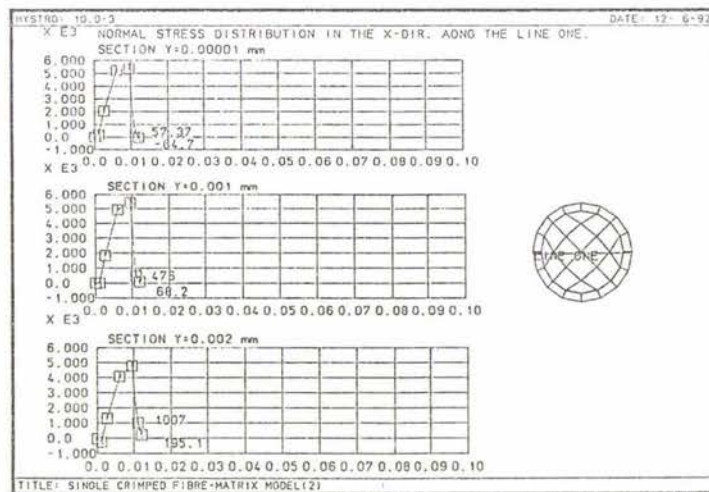 HYSTRO: 10.0-3 DATE: 12- 6-92
X E3 NORMAL STRESS DISTRIBUTION IN THE X-DIR. AONG THE LINE ONE.
SECTION Y=0.00001 mm
6.000
5.000
4.000
3.000
2.000
1.000
0.0
-1.000
57.37
-64.7
0.0 0.01 0.02 0.03 0.04 0.05 0.06 0.07 0.08 0.09 0.10
X E3
SECTION Y=0.001 mm
6.000
5.000
4.000
3.000
2.000
1.000
0.0
-1.000
476
68.2
0.0 0.01 0.02 0.03 0.04 0.05 0.06 0.07 0.08 0.09 0.10
LINE ONE
X E3
SECTION Y=0.002 mm
6.000
5.000
4.000
3.000
2.000
1.000
0.0
-1.000
1007
195.1
0.0 0.01 0.02 0.03 0.04 0.05 0.06 0.07 0.08 0.09 0.10
TITLE: SINGLE CRIMPED FIBRE-MATRIX MODEL(2)